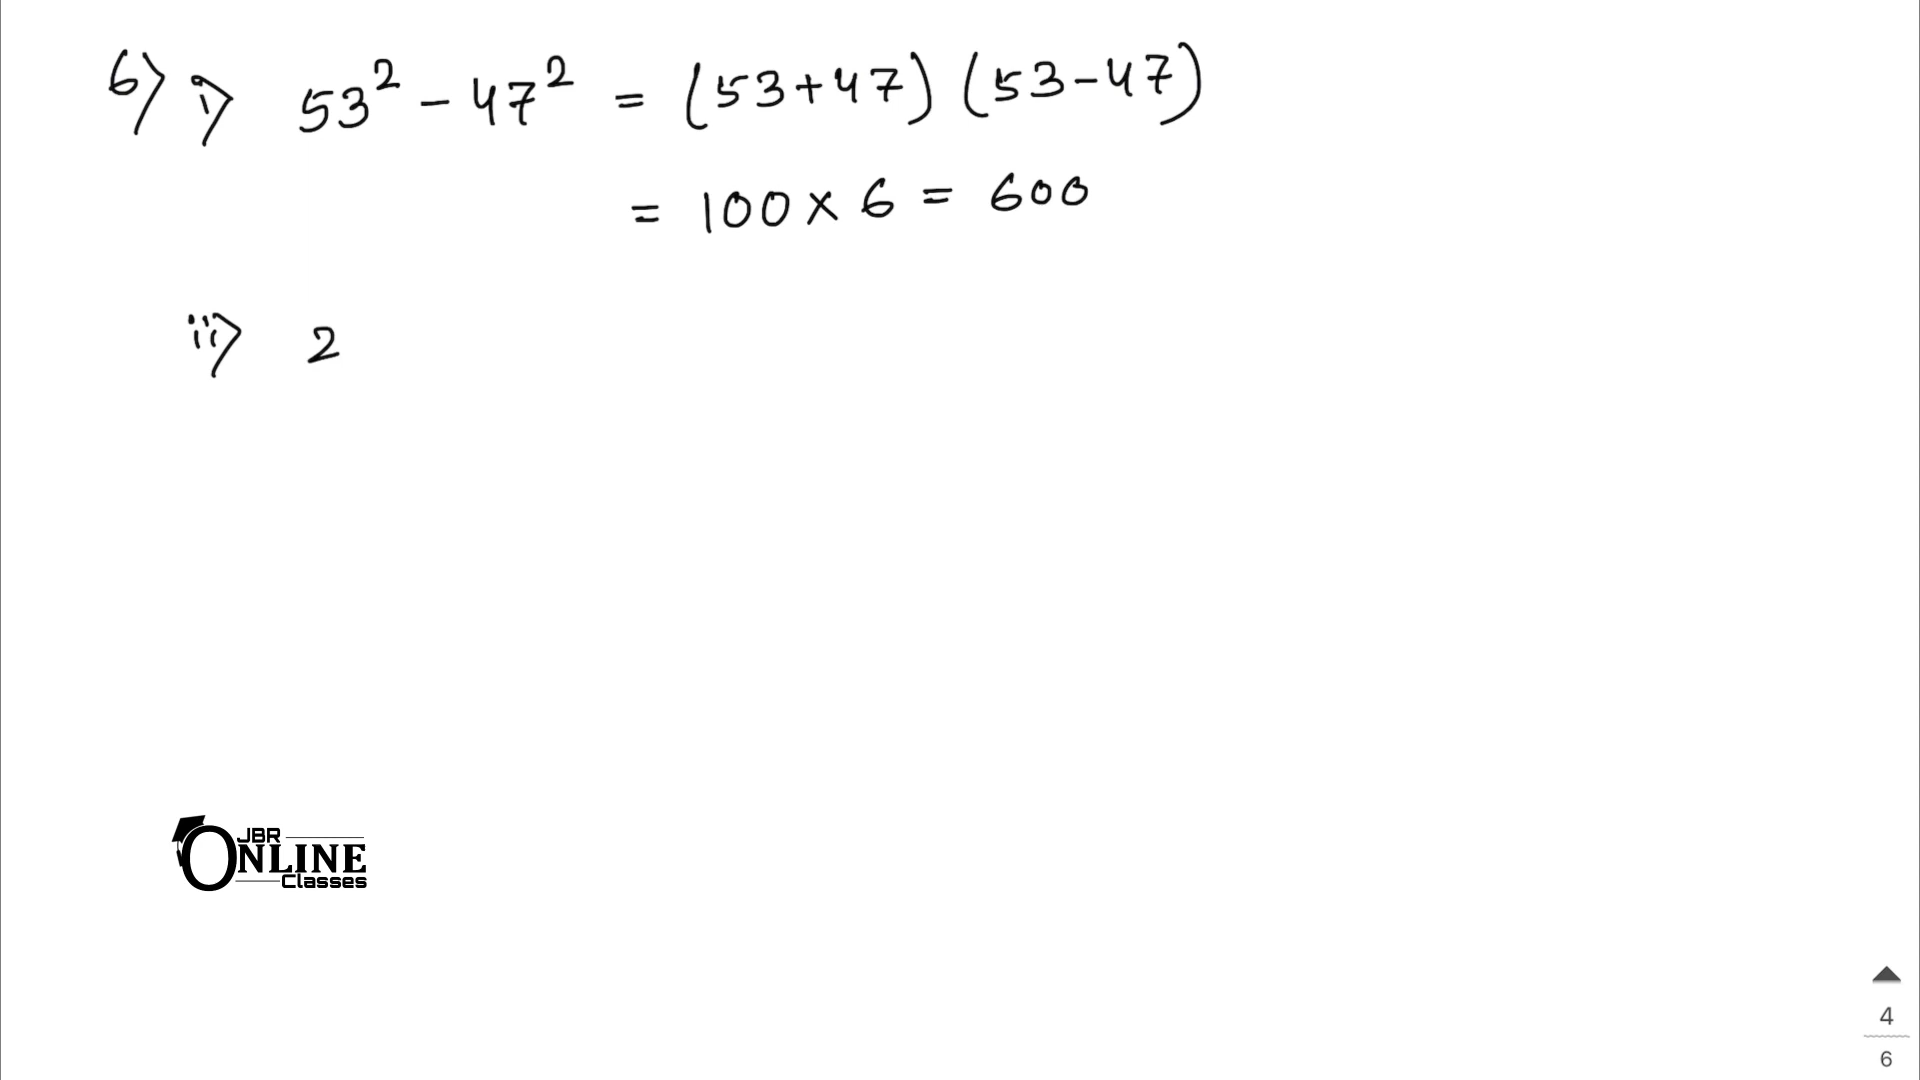 6) i) 53² - 47² = (53+47) (53-47)
= 100 × 6 = 600
ii) 2
JBR
ONLINE
Classes
4
6